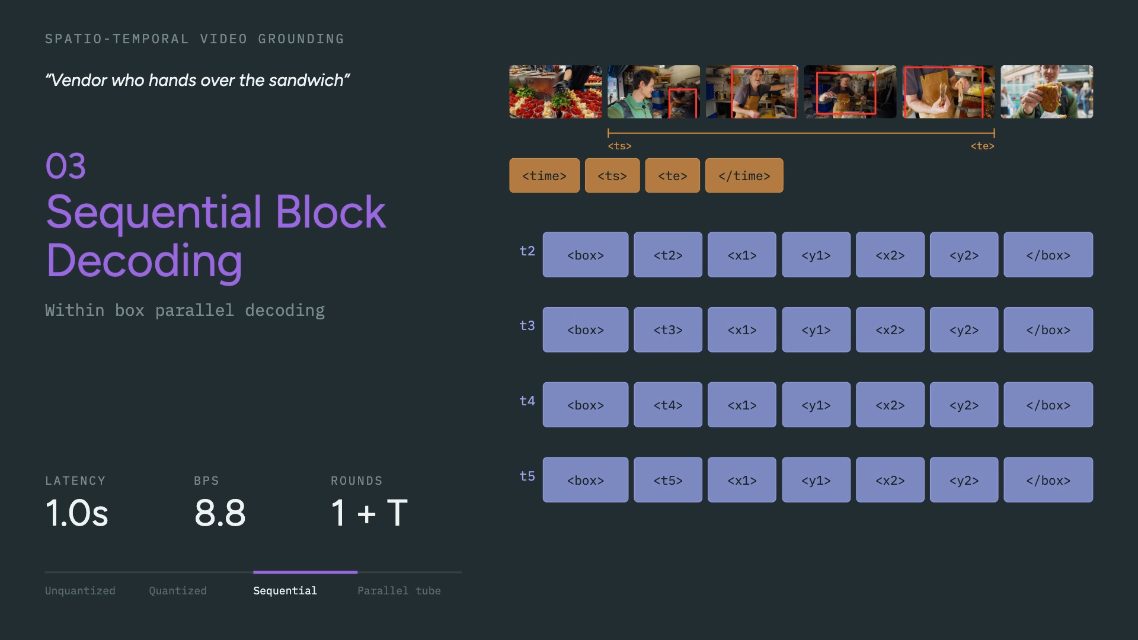 SPATIO-TEMPORAL VIDEO GROUNDING
“Vendor who hands over the sandwich”
03
Sequential Block
Decoding
Within box parallel decoding
LATENCY BPS ROUNDS
1.0s 8.8 1 + T
Unquantized Quantized Sequential Parallel tube
<ts> <te>
<time> <ts> <te> </time>
t2 <box> <t2> <x1> <y1> <x2> <y2> </box>
t3 <box> <t3> <x1> <y1> <x2> <y2> </box>
t4 <box> <t4> <x1> <y1> <x2> <y2> </box>
t5 <box> <t5> <x1> <y1> <x2> <y2> </box>